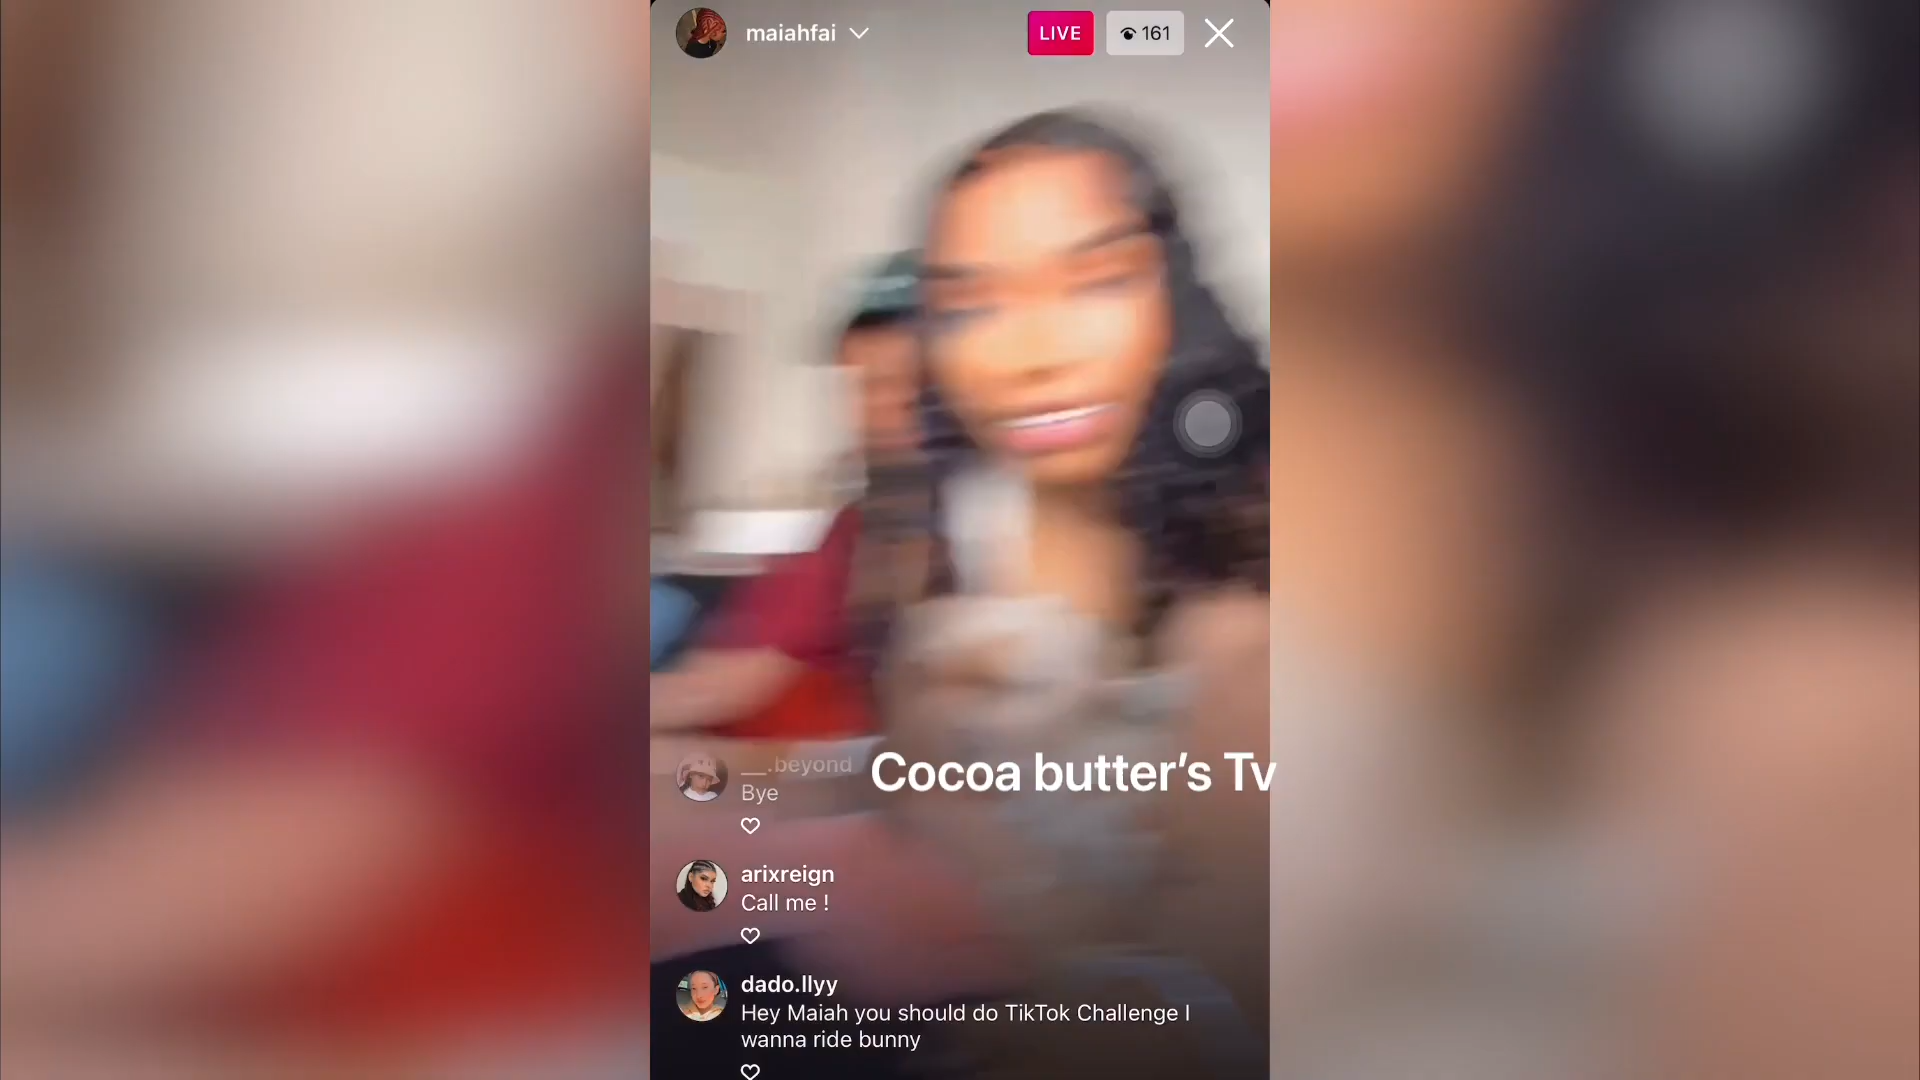 maiahfai
LIVE
161
Cocoa butter's Tv
__.beyond
Bye
arixreign
Call me !
dado.llyy
Hey Maiah you should do TikTok Challenge I
wanna ride bunny